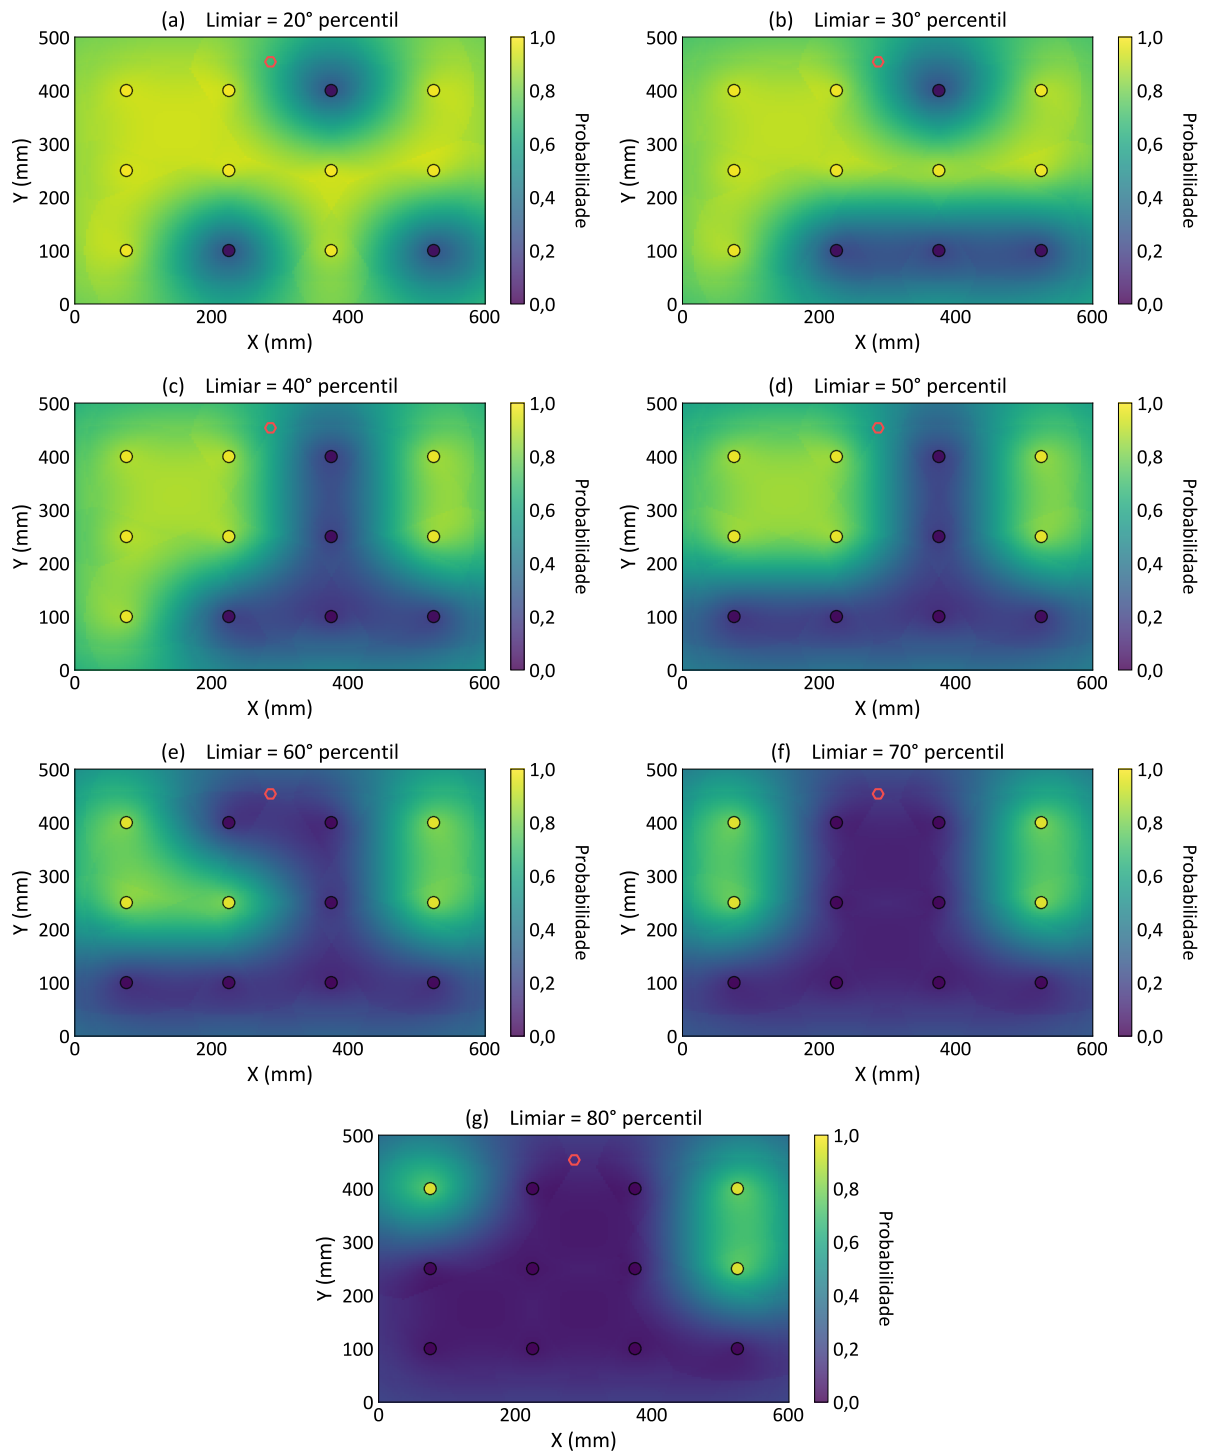 (a) Limiar = 20° percentil
500
400
300
200
100
0
0 200 400 600
Y (mm)
X (mm)
1,0
0,8
0,6
0,4
0,2
0,0
Probabilidade
(b) Limiar = 30° percentil
500
400
300
200
100
0
0 200 400 600
Y (mm)
X (mm)
1,0
0,8
0,6
0,4
0,2
0,0
Probabilidade
(c) Limiar = 40° percentil
500
400
300
200
100
0
0 200 400 600
Y (mm)
X (mm)
1,0
0,8
0,6
0,4
0,2
0,0
Probabilidade
(d) Limiar = 50° percentil
500
400
300
200
100
0
0 200 400 600
Y (mm)
X (mm)
1,0
0,8
0,6
0,4
0,2
0,0
Probabilidade
(e) Limiar = 60° percentil
500
400
300
200
100
0
0 200 400 600
Y (mm)
X (mm)
1,0
0,8
0,6
0,4
0,2
0,0
Probabilidade
(f) Limiar = 70° percentil
500
400
300
200
100
0
0 200 400 600
Y (mm)
X (mm)
1,0
0,8
0,6
0,4
0,2
0,0
Probabilidade
(g) Limiar = 80° percentil
500
400
300
200
100
0
0 200 400 600
Y (mm)
X (mm)
1,0
0,8
0,6
0,4
0,2
0,0
Probabilidade